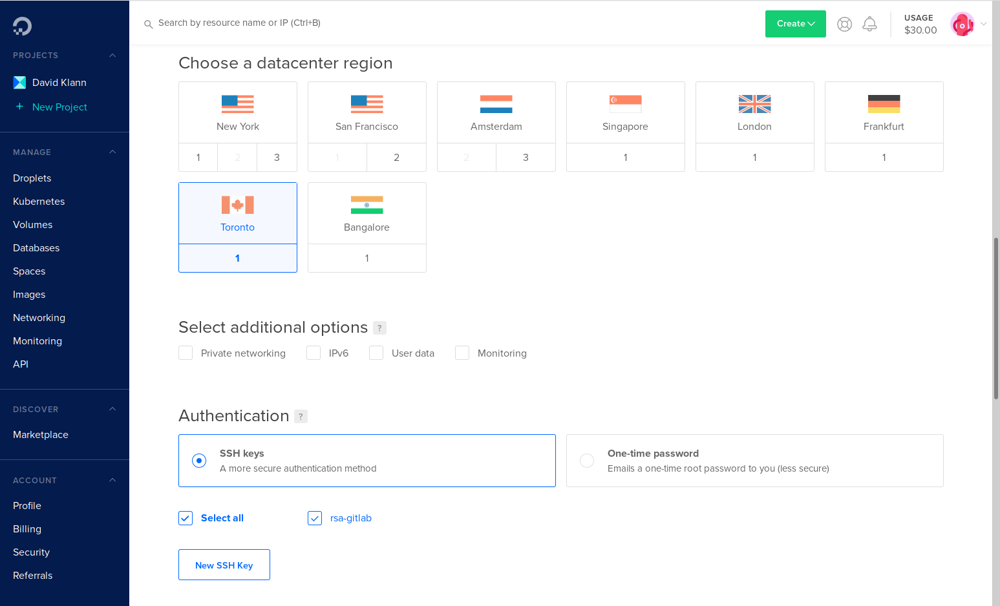 Search by resource name or IP (Ctrl+B)
Create
USAGE
$30.00
PROJECTS
David Klann
+ New Project
MANAGE
Droplets
Kubernetes
Volumes
Databases
Spaces
Images
Networking
Monitoring
API
DISCOVER
Marketplace
ACCOUNT
Profile
Billing
Security
Referrals
Choose a datacenter region
New York
San Francisco
Amsterdam
Singapore
London
Frankfurt
1 2 3
1 2
2 3
1
1
1
Toronto
Bangalore
1
1
Select additional options ?
Private networking
IPv6
User data
Monitoring
Authentication ?
SSH keys
A more secure authentication method
One-time password
Emails a one-time root password to you (less secure)
Select all
rsa-gitlab
New SSH Key